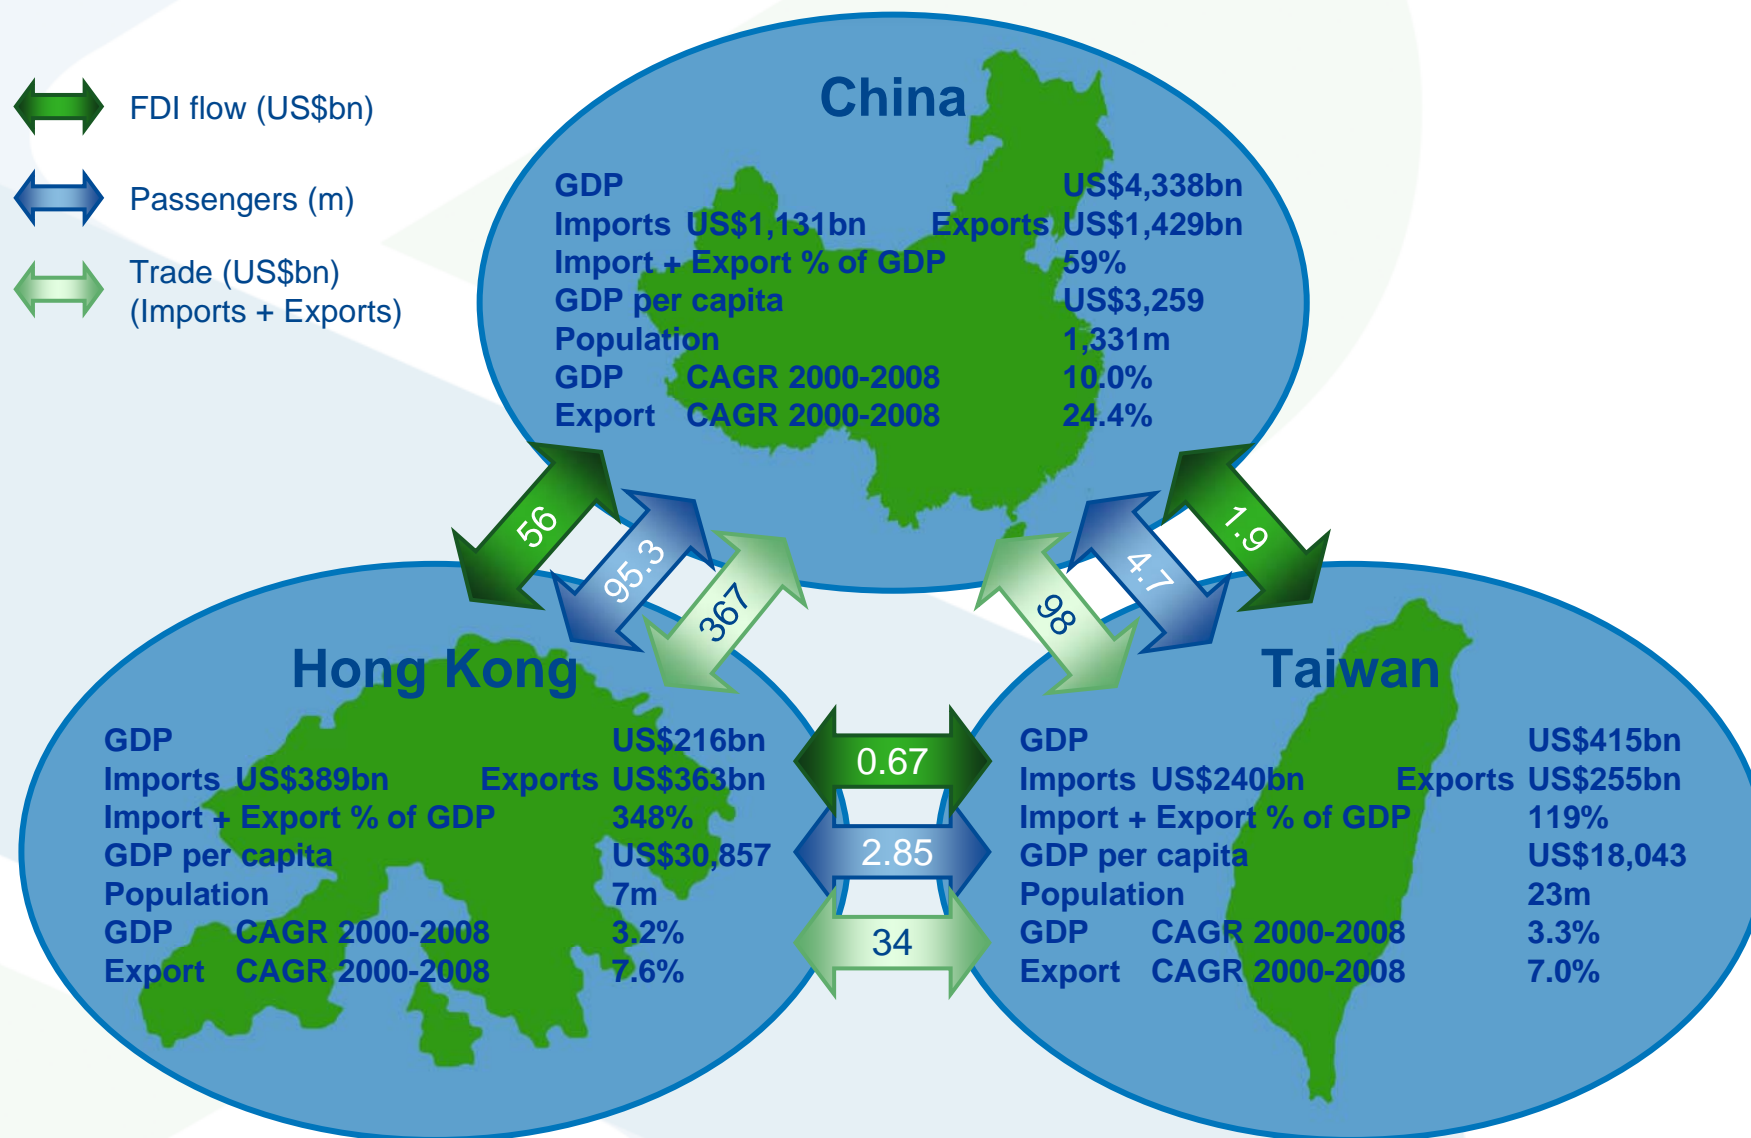 FDI flow (US$bn)
Passengers (m)
Trade (US$bn)
(Imports + Exports)
China
GDP US$4,338bn
Imports US$1,131bn Exports US$1,429bn
Import + Export % of GDP 59%
GDP per capita US$3,259
Population 1,331m
GDP CAGR 2000-2008 10.0%
Export CAGR 2000-2008 24.4%
56
95.3
367
98
4.7
1.9
Hong Kong
GDP US$216bn
Imports US$389bn Exports US$363bn
Import + Export % of GDP 348%
GDP per capita US$30,857
Population 7m
GDP CAGR 2000-2008 3.2%
Export CAGR 2000-2008 7.6%
0.67
2.85
34
Taiwan
GDP US$415bn
Imports US$240bn Exports US$255bn
Import + Export % of GDP 119%
GDP per capita US$18,043
Population 23m
GDP CAGR 2000-2008 3.3%
Export CAGR 2000-2008 7.0%